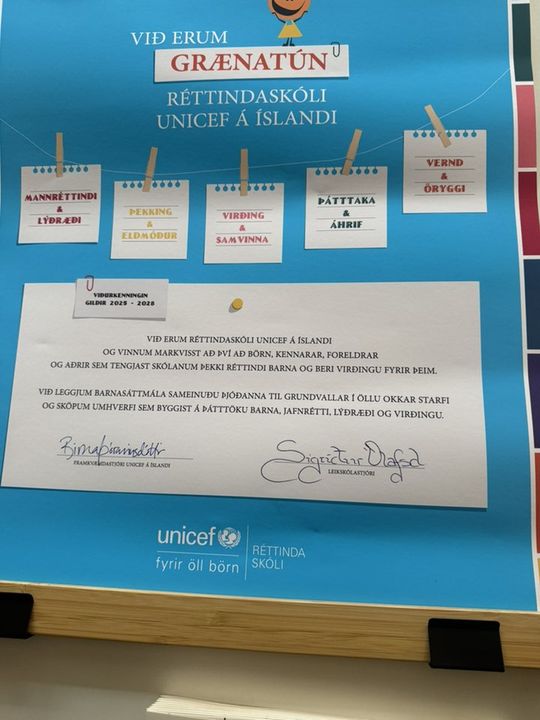 VIÐ ERUM
GRÆNATÚN
RÉTTINDASKÓLI
UNICEF Á ÍSLANDI
MANNRÉTTINDI
&
LÝÐRÆÐI
ÞEKKING
&
ELDMÓÐUR
VIRÐING
&
SAMVINNA
ÞÁTTTAKA
&
ÁHRIF
VERND
&
ÖRYGGI
VIÐURKENNINGIN
GILDIR 2025 - 2028
VIÐ ERUM RÉTTINDASKÓLI UNICEF Á ÍSLANDI
OG VINNUM MARKVISST AÐ ÞVÍ AÐ BÖRN, KENNARAR, FORELDRAR
OG AÐRIR SEM TENGJAST SKÓLANUM ÞEKKI RÉTTINDI BARNA OG BERI VIRÐINGU FYRIR ÞEIM.
VIÐ LEGGJUM BARNASÁTTMÁLA SAMEINUÐU ÞJÓÐANNA TIL GRUNDVALLAR Í ÖLLU OKKAR STARFI
OG SKÖPUM UMHVERFI SEM BYGGIST Á ÞÁTTTÖKU BARNA, JAFNRÉTTI, LÝÐRÆÐI OG VIRÐINGU.
FRAMKVÆMDASTJÓRI UNICEF Á ÍSLANDI
LEIKSKÓLASTJÓRI
unicef
fyrir öll börn
RÉTTINDA
SKÓLI